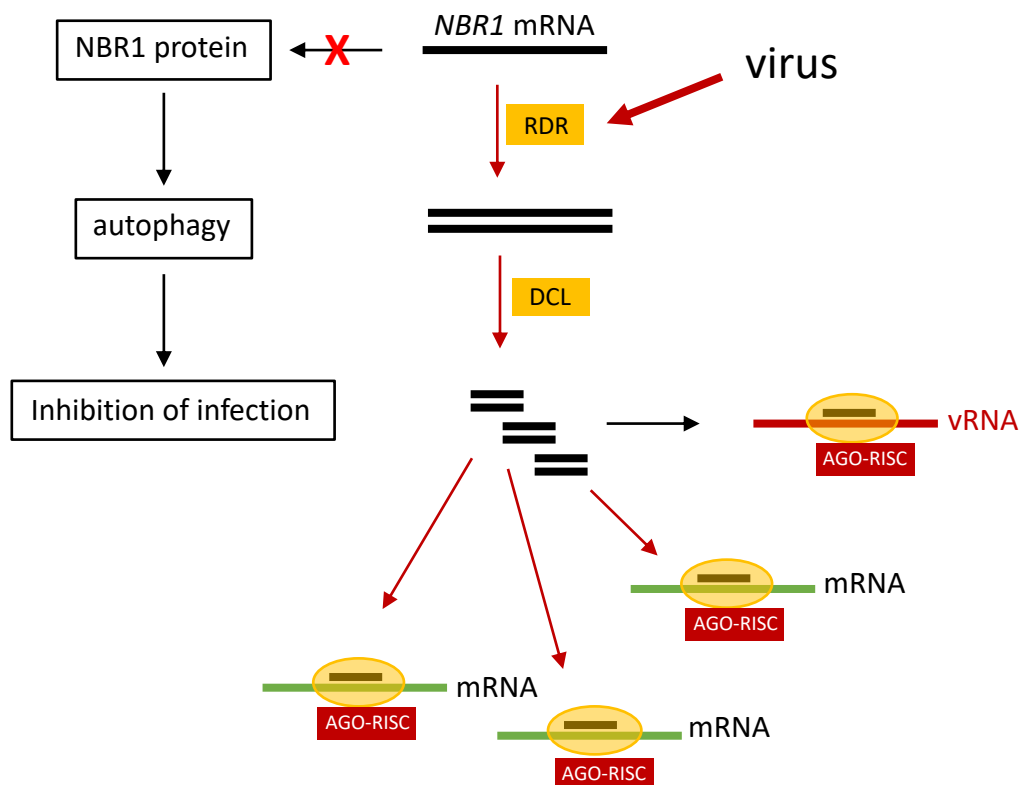 NBR1 mRNA
NBR1 protein
X
virus
RDR
autophagy
DCL
Inhibition of infection
vRNA
AGO-RISC
mRNA
AGO-RISC
mRNA
AGO-RISC
mRNA
AGO-RISC